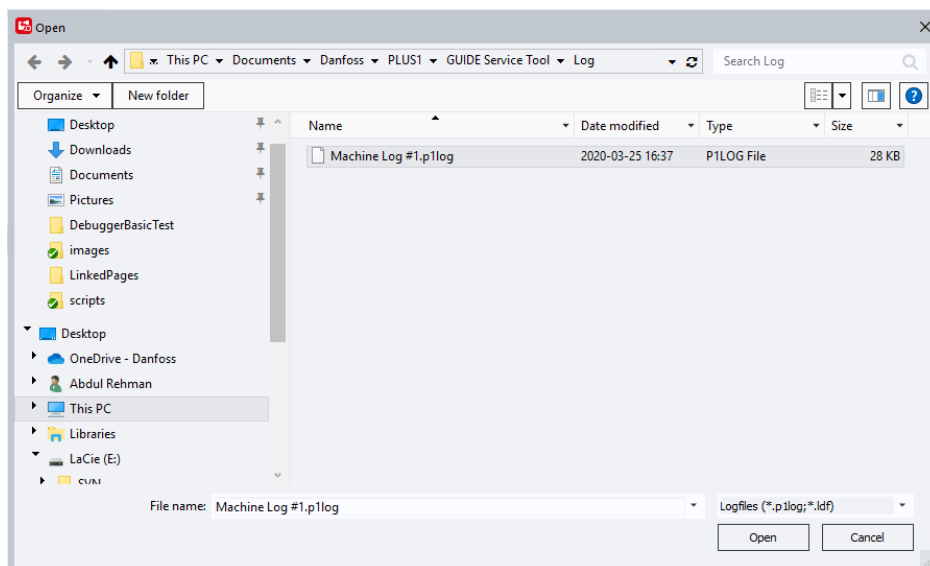 Open
This PC Documents Danfoss PLUS1 GUIDE Service Tool Log
Search Log
Organize New folder
Name Date modified Type Size
Machine Log #1.p1log 2020-03-25 16:37 P1LOG File 28 KB
Desktop
Downloads
Documents
Pictures
DebuggerBasicTest
images
LinkedPages
scripts
Desktop
OneDrive - Danfoss
Abdul Rehman
This PC
Libraries
LaCie (E:)
SVN
File name: Machine Log #1.p1log
Logfiles (*.p1log;*.ldf)
Open Cancel